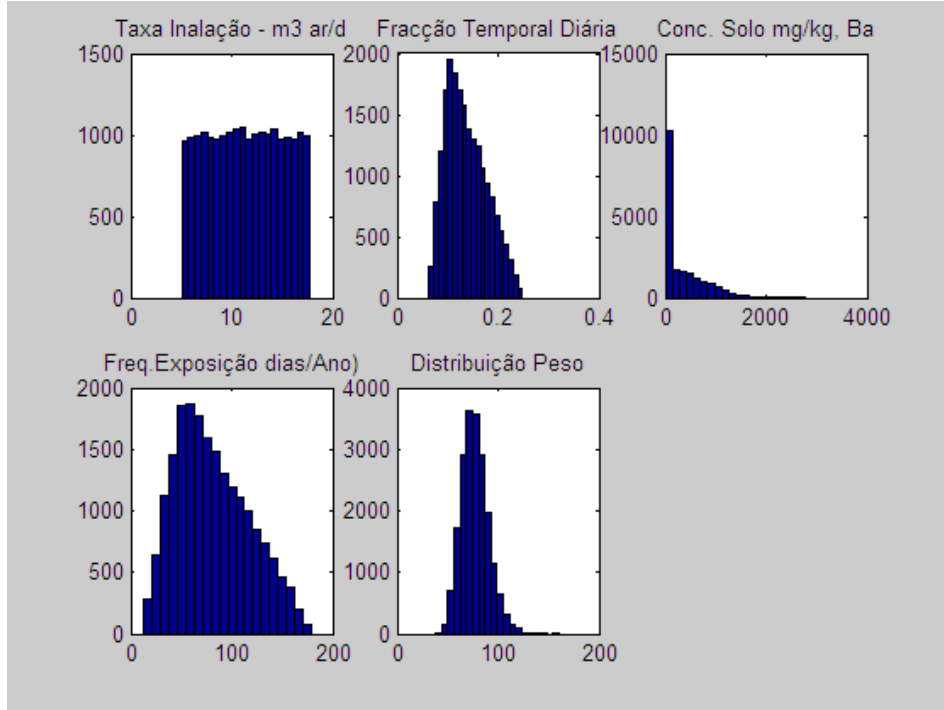 Taxa Inalação - m3 ar/d
1500
1000
500
0
0 10 20
Fracção Temporal Diária
2000
1500
1000
500
0
0 0.2 0.4
Conc. Solo mg/kg, Ba
15000
10000
5000
0
0 2000 4000
Freq.Exposição dias/Ano)
2000
1500
1000
500
0
0 100 200
Distribuição Peso
4000
3000
2000
1000
0
0 100 200